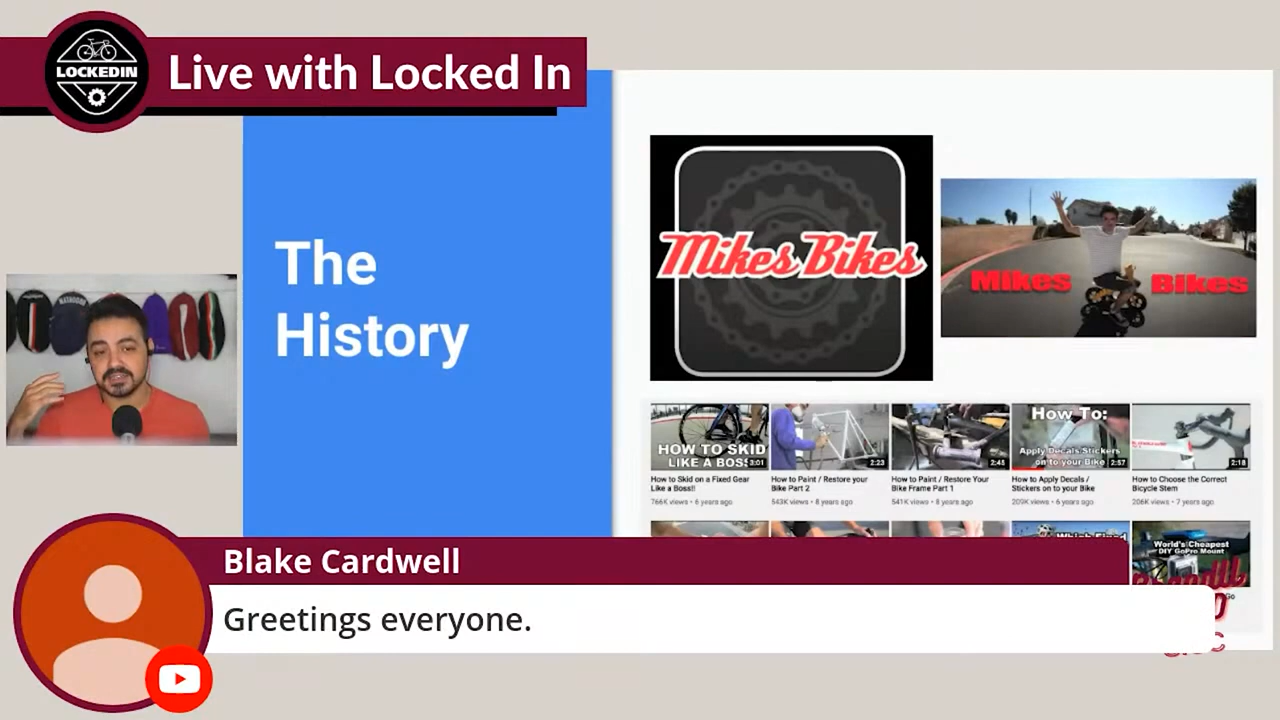 LOCKEDIN
Live with Locked In
The
History
Mikes Bikes
Mikes Bikes
HOW TO SKID
LIKE A BOSS
3:01
2:23
2:45
How To:
Apply Decals Stickers
on to your Bike
2:57
2:18
How to Skid on a Fixed Gear
Like a Boss!!
766K views • 6 years ago
How to Paint / Restore your
Bike Part 2
543K views • 8 years ago
How to Paint / Restore Your
Bike Frame Part 1
541K views • 8 years ago
How to Apply Decals /
Stickers on to your Bike
209K views • 6 years ago
How to Choose the Correct
Bicycle Stem
206K views • 7 years ago
World's Cheapest
DIY GoPro Mount
Blake Cardwell
Greetings everyone.